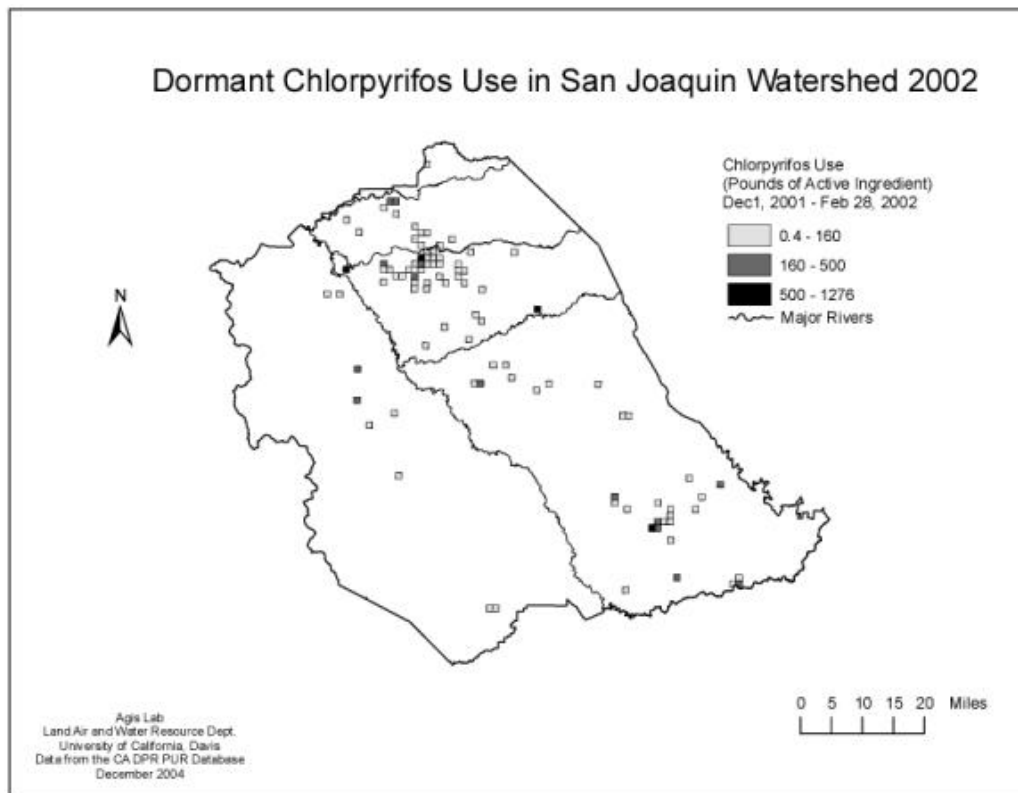 Dormant Chlorpyrifos Use in San Joaquin Watershed 2002
Chlorpyrifos Use
(Pounds of Active Ingredient)
Dec1, 2001 - Feb 28, 2002
0.4 - 160
160 - 500
500 - 1276
Major Rivers
N
0 5 10 15 20 Miles
Agis Lab
Land Air and Water Resource Dept.
University of California, Davis
Data from the CA DPR PUR Database
December 2004